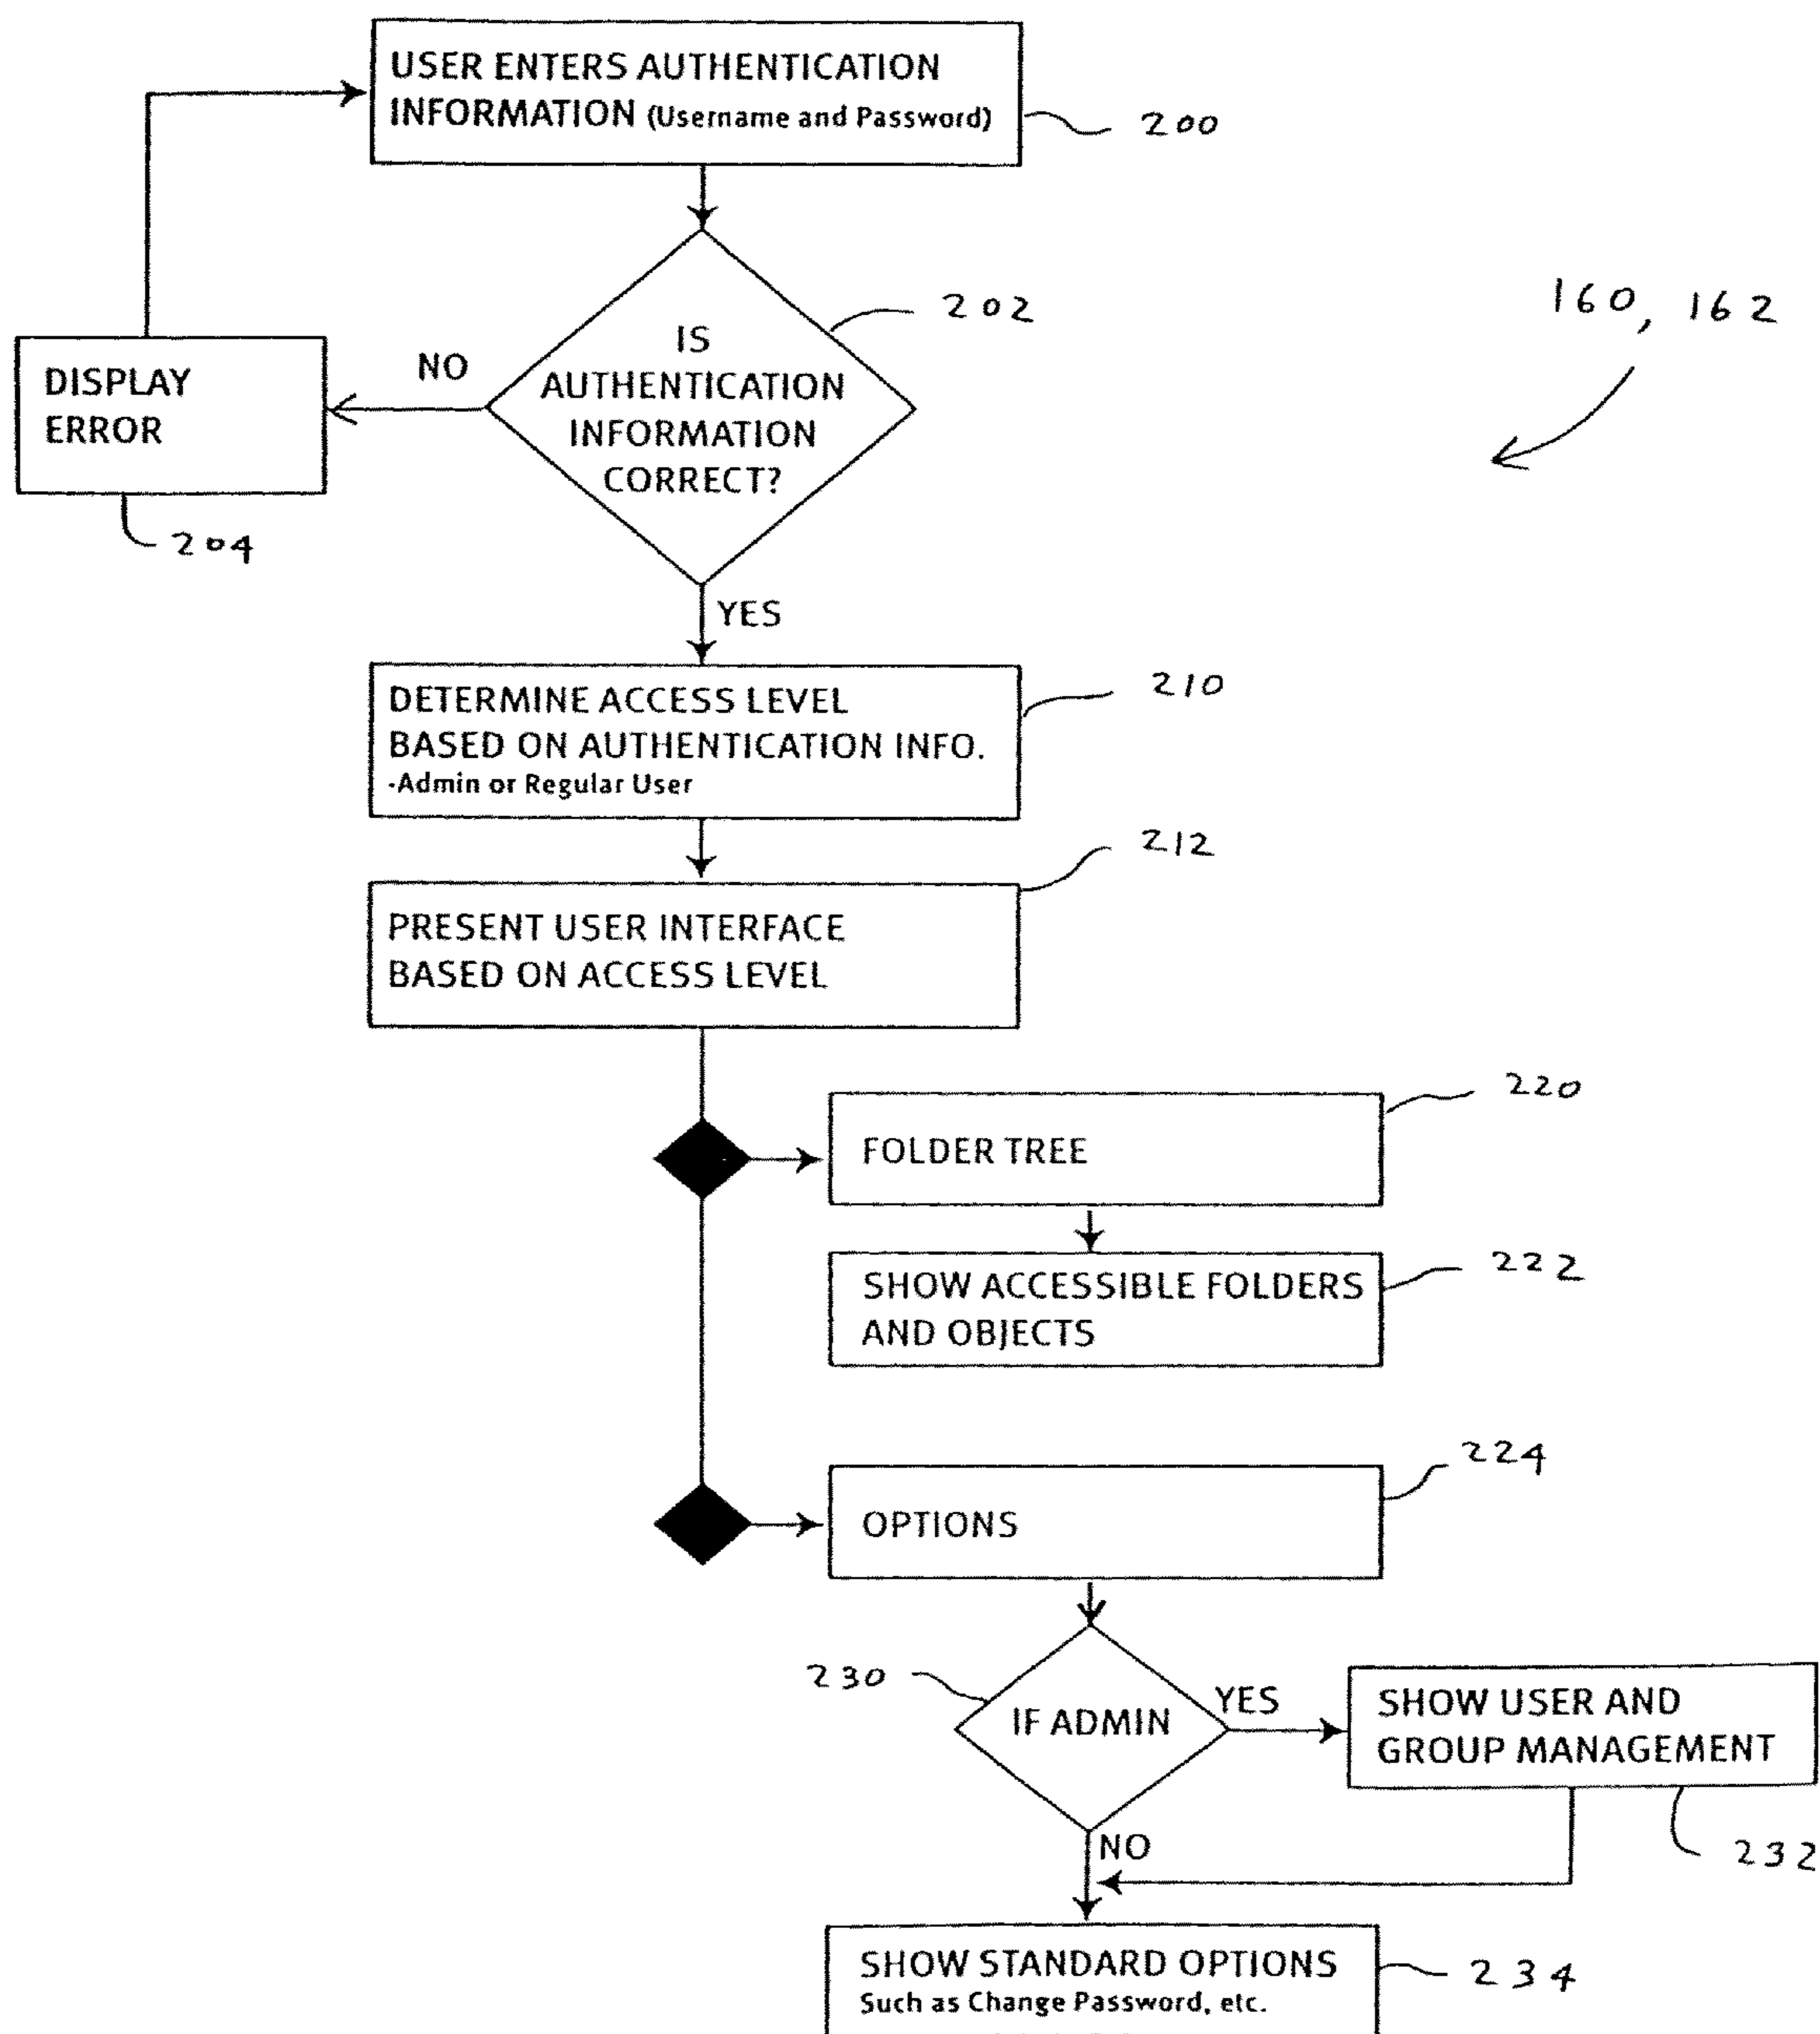 USER ENTERS AUTHENTICATION
INFORMATION (Username and Password)
200
IS
AUTHENTICATION
INFORMATION
CORRECT?
202
160, 162
NO
DISPLAY
ERROR
204
YES
DETERMINE ACCESS LEVEL
BASED ON AUTHENTICATION INFO.
-Admin or Regular User
210
212
PRESENT USER INTERFACE
BASED ON ACCESS LEVEL
220
FOLDER TREE
222
SHOW ACCESSIBLE FOLDERS
AND OBJECTS
224
OPTIONS
230
IF ADMIN
YES
SHOW USER AND
GROUP MANAGEMENT
232
NO
SHOW STANDARD OPTIONS
Such as Change Password, etc.
234